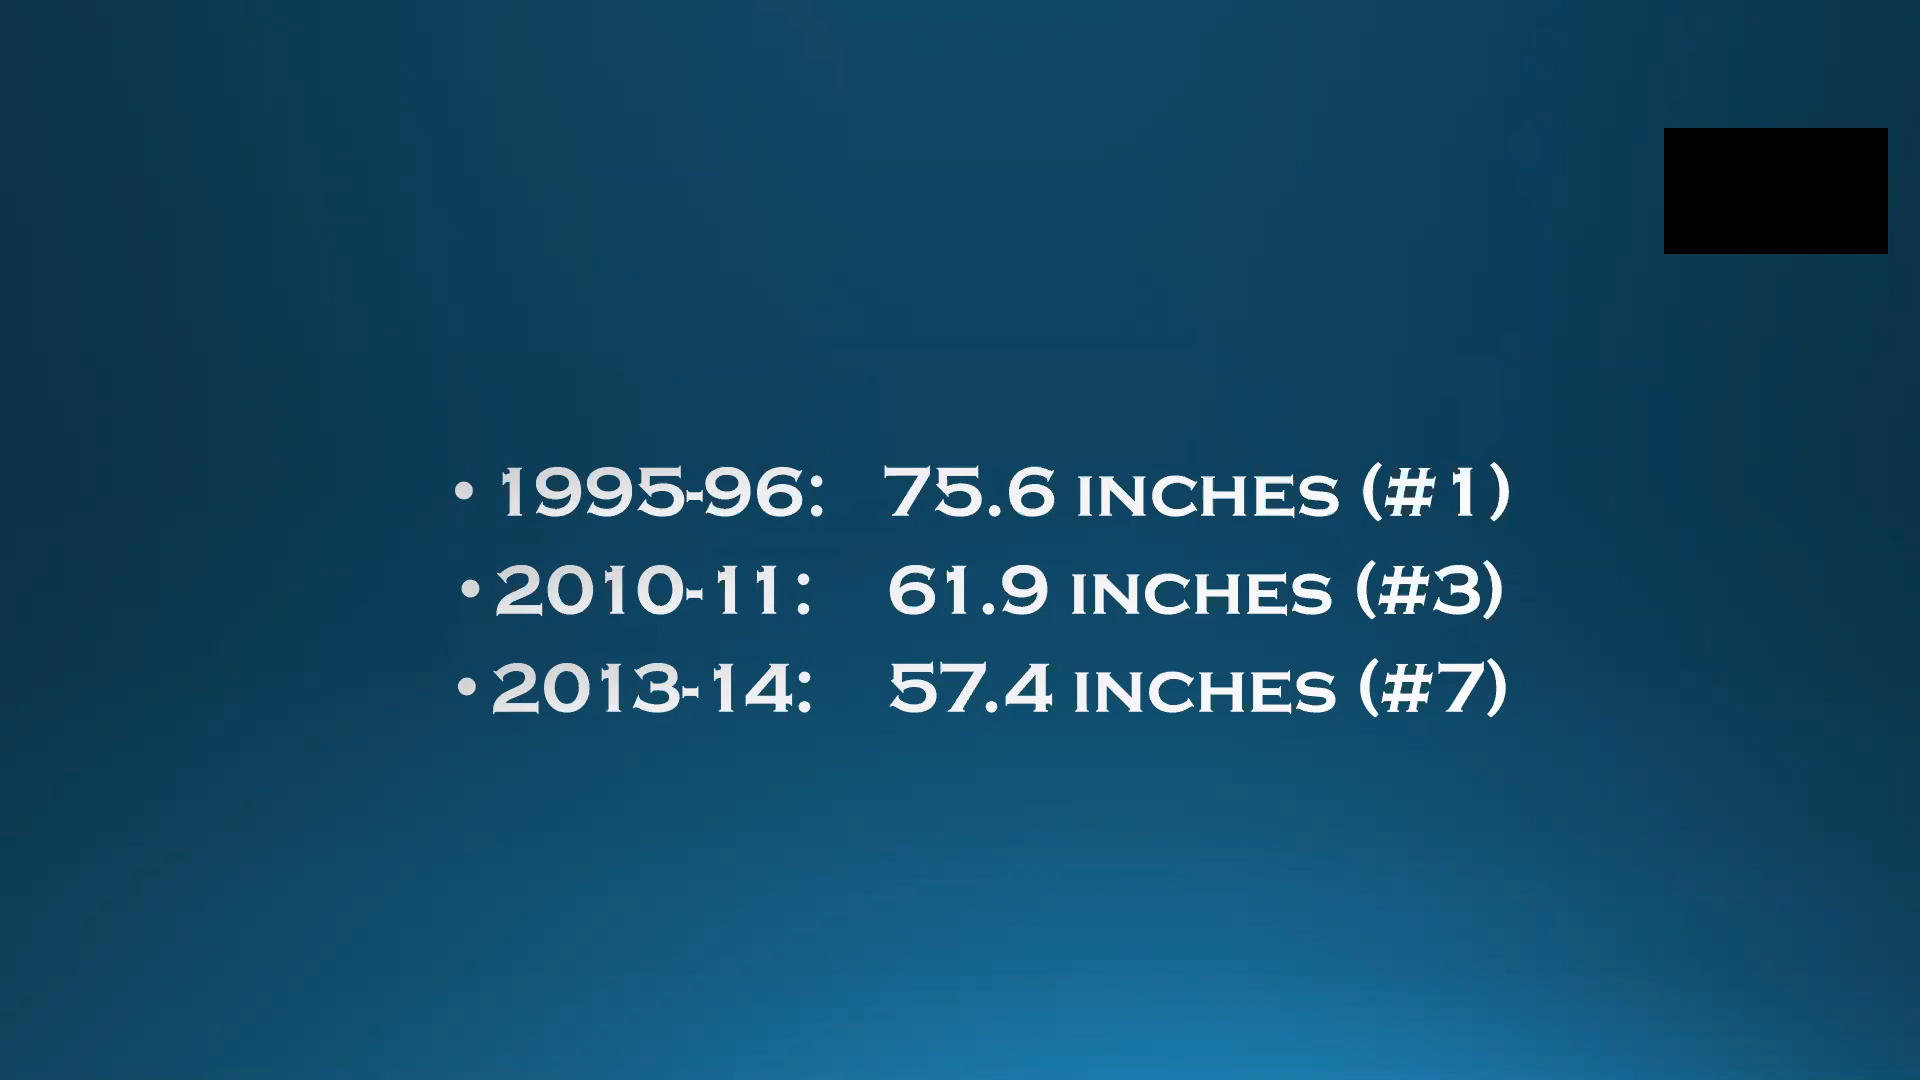 • 1995-96: 75.6 INCHES (#1)
• 2010-11: 61.9 INCHES (#3)
• 2013-14: 57.4 INCHES (#7)